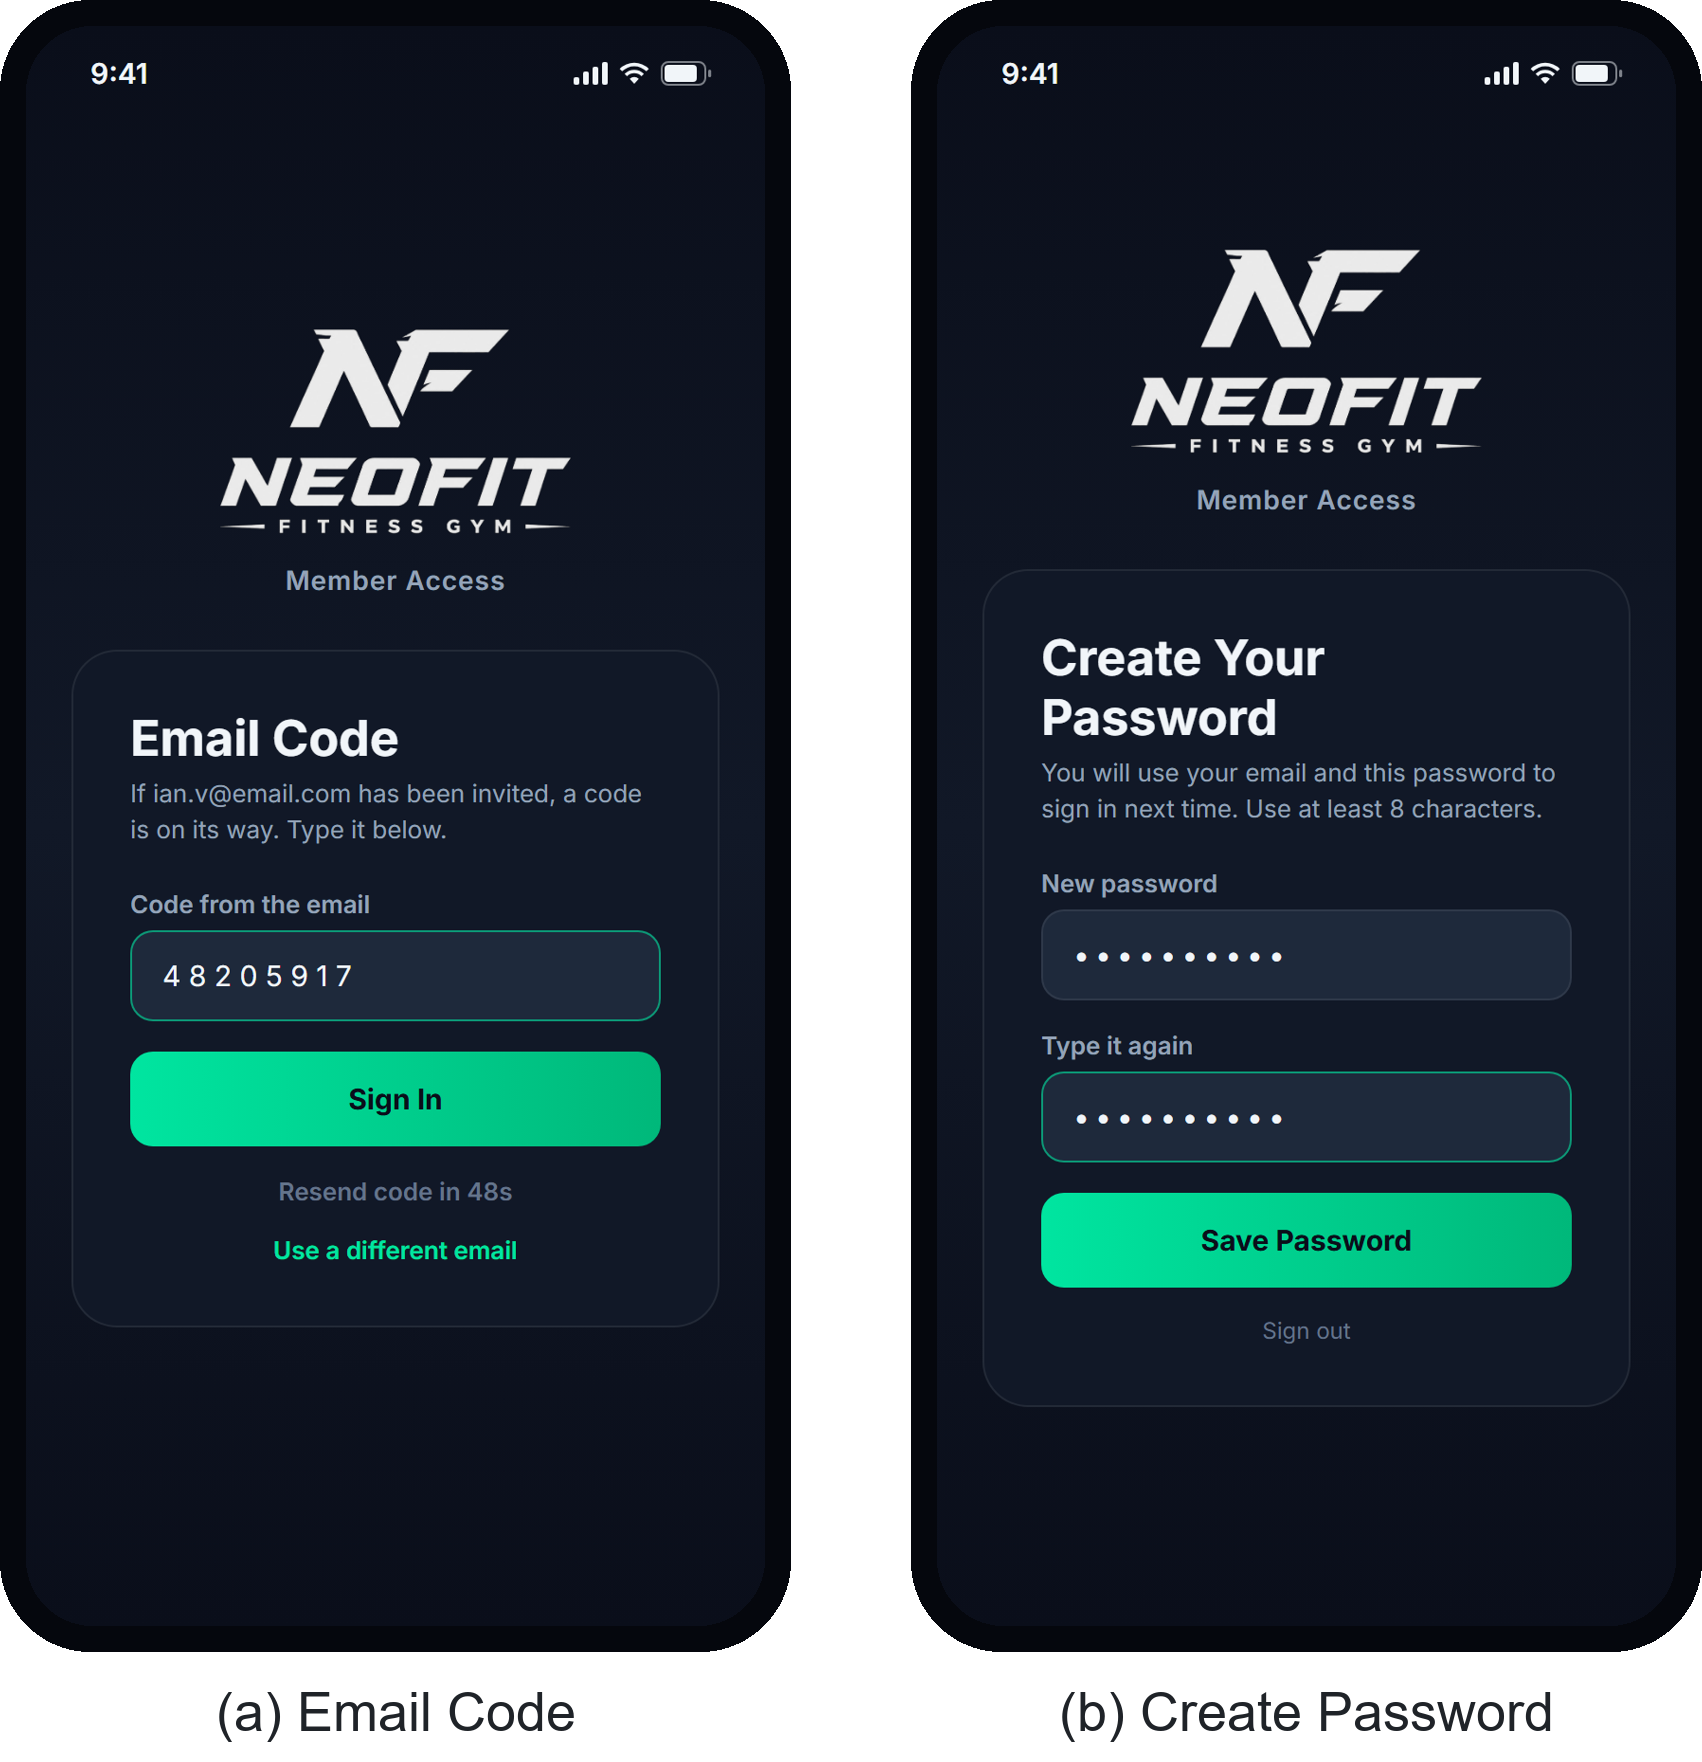 9:41
NF
NEOFIT
FITNESS GYM
Member Access
Email Code
If ian.v@email.com has been invited, a code
is on its way. Type it below.
Code from the email
48205917
Sign In
Resend code in 48s
Use a different email
(a) Email Code
9:41
NF
NEOFIT
FITNESS GYM
Member Access
Create Your
Password
You will use your email and this password to
sign in next time. Use at least 8 characters.
New password
••••••••••
Type it again
••••••••••
Save Password
Sign out
(b) Create Password